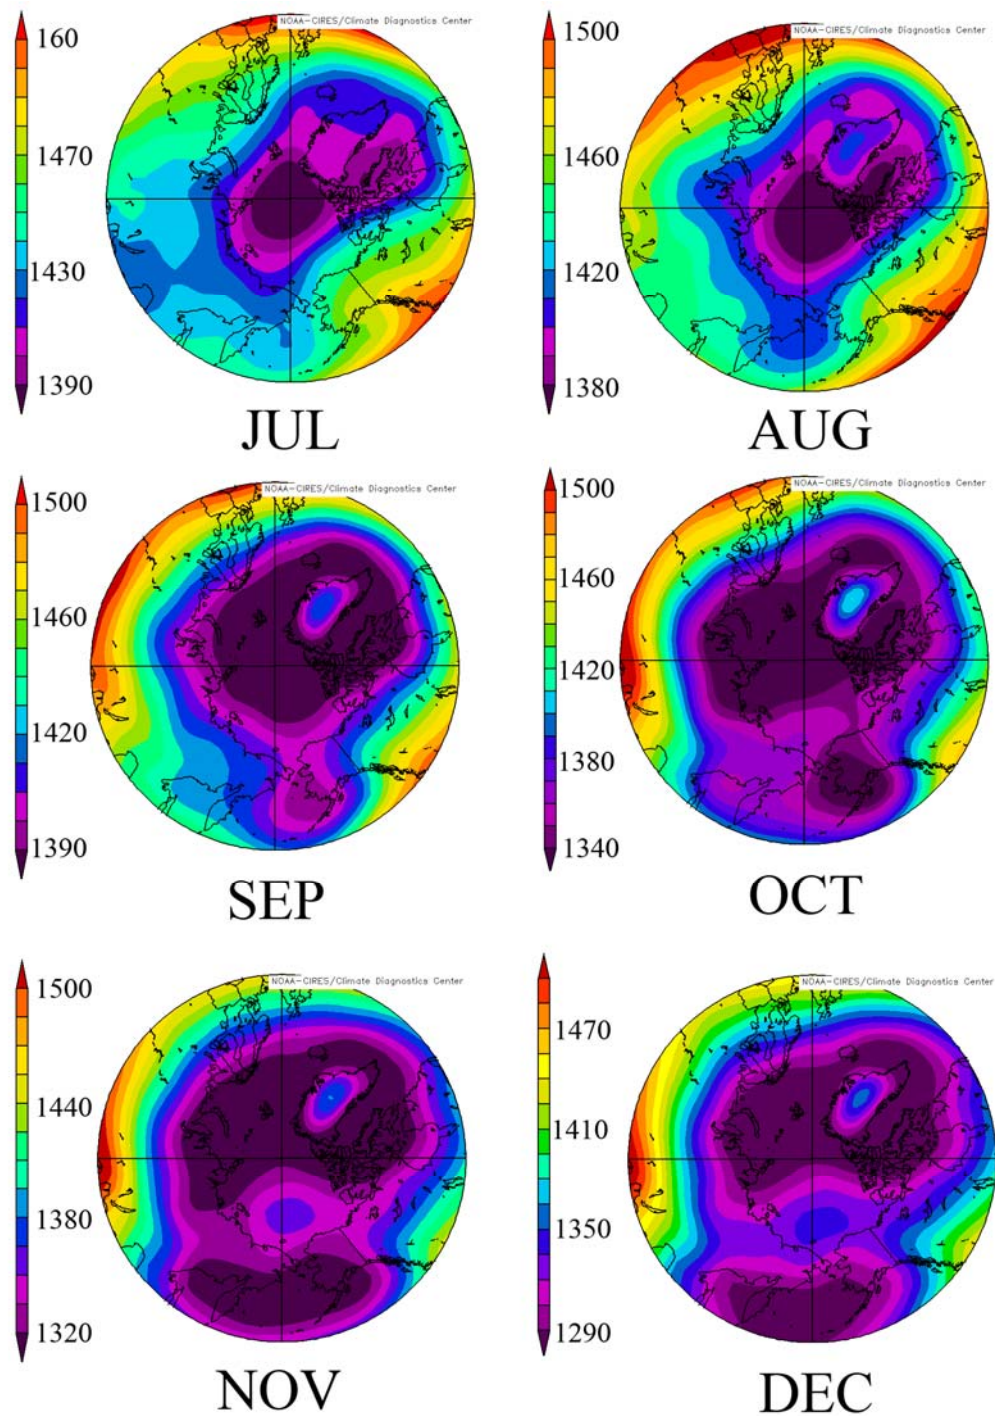 NOAA-CIRES/Climate Diagnostics Center
160
1470
1430
1390
JUL
NOAA-CIRES/Climate Diagnostics Center
1500
1460
1420
1380
AUG
NOAA-CIRES/Climate Diagnostics Center
1500
1460
1420
1390
SEP
NOAA-CIRES/Climate Diagnostics Center
1500
1460
1420
1380
1340
OCT
NOAA-CIRES/Climate Diagnostics Center
1500
1440
1380
1320
NOV
NOAA-CIRES/Climate Diagnostics Center
1470
1410
1350
1290
DEC